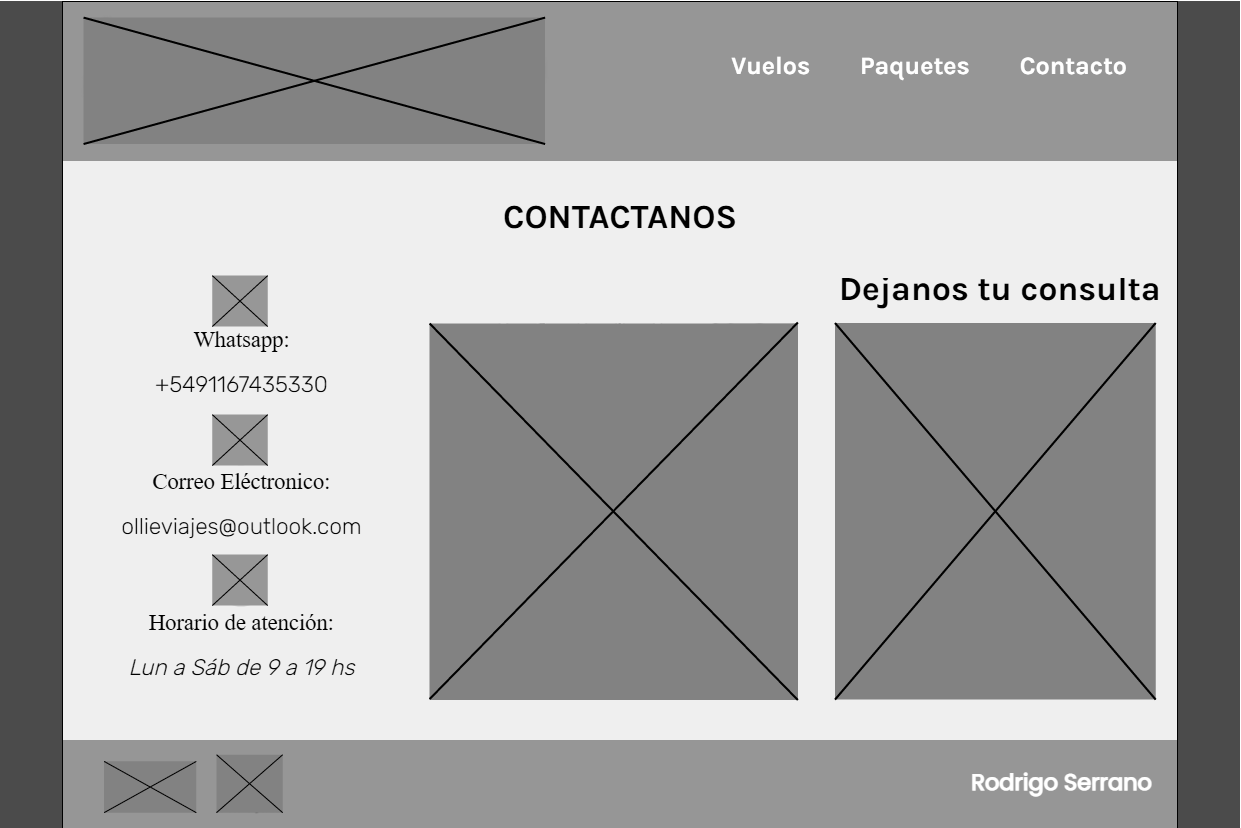 Vuelos Paquetes Contacto
CONTACTANOS
Whatsapp:
+5491167435330
Correo Eléctronico:
ollieviajes@outlook.com
Horario de atención:
Lun a Sáb de 9 a 19 hs
Dejanos tu consulta
Rodrigo Serrano